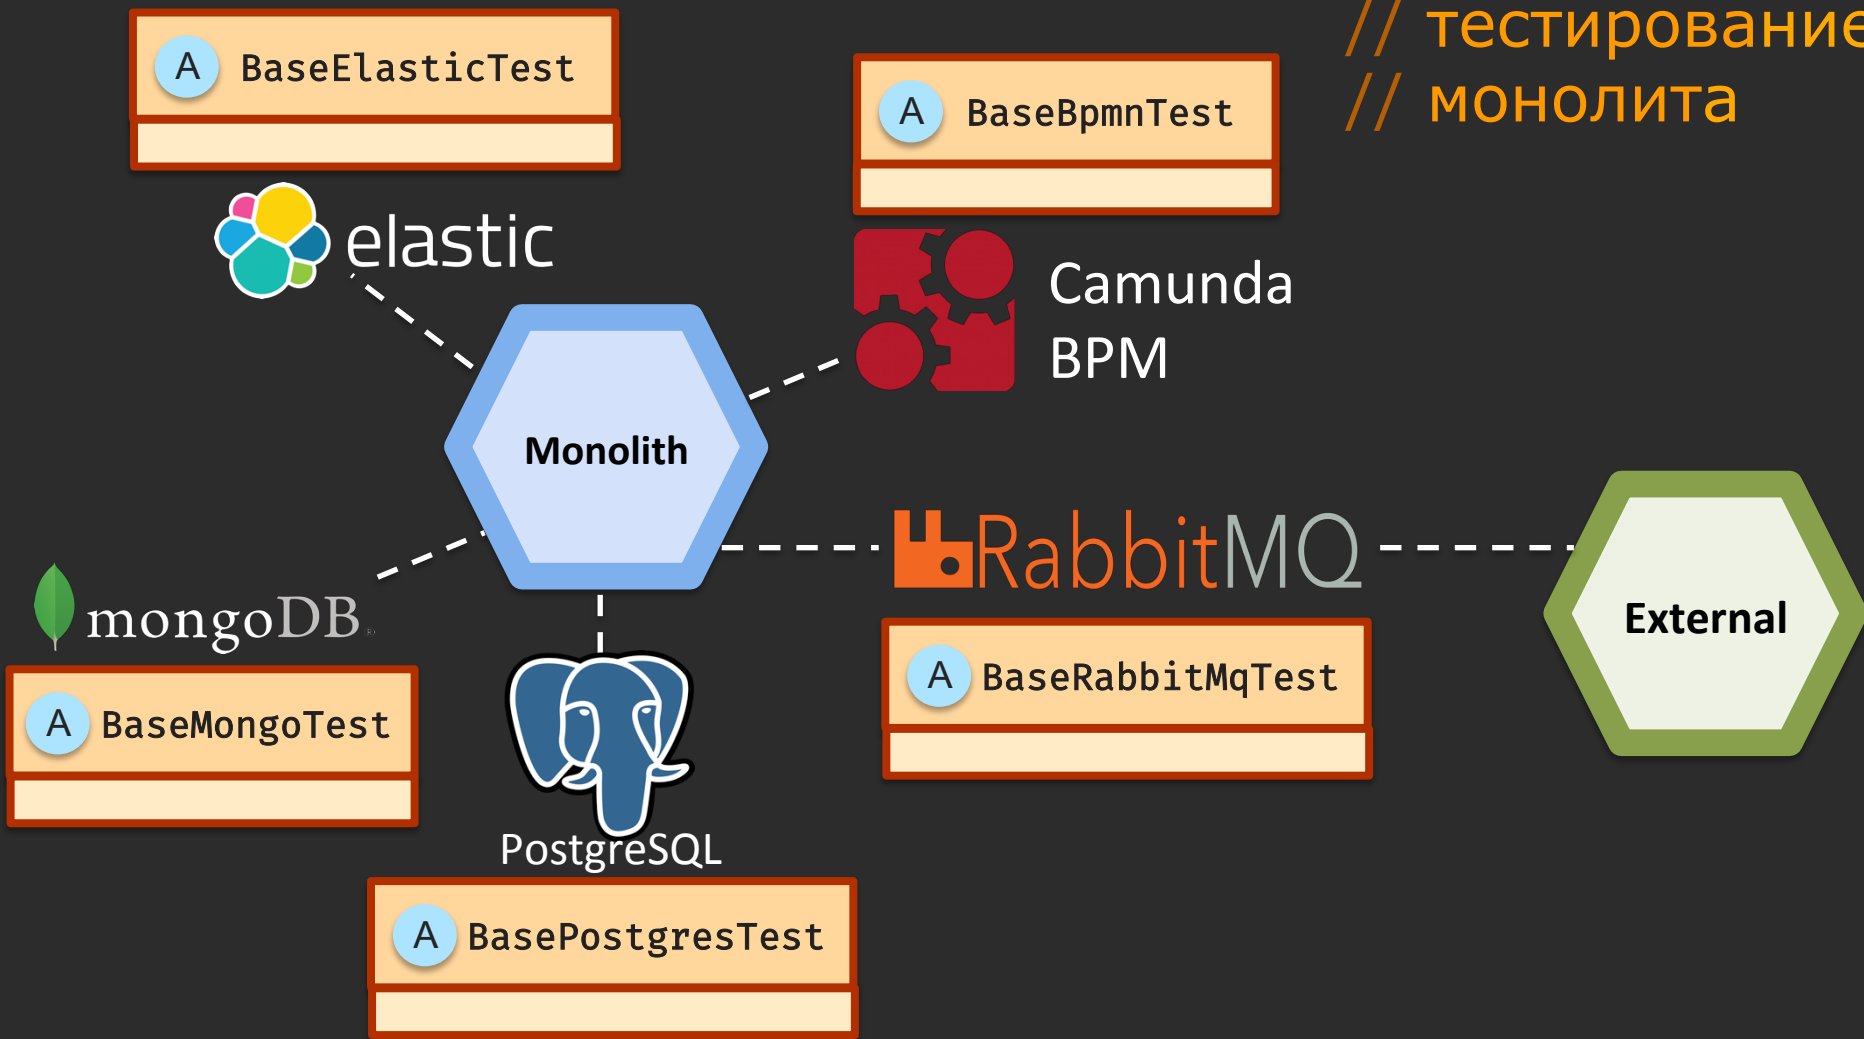 // тестирование
// монолита
A BaseElasticTest
A BaseBpmnTest
elastic
Camunda
BPM
Monolith
RabbitMQ
External
mongoDB
A BaseRabbitMqTest
A BaseMongoTest
PostgreSQL
A BasePostgresTest